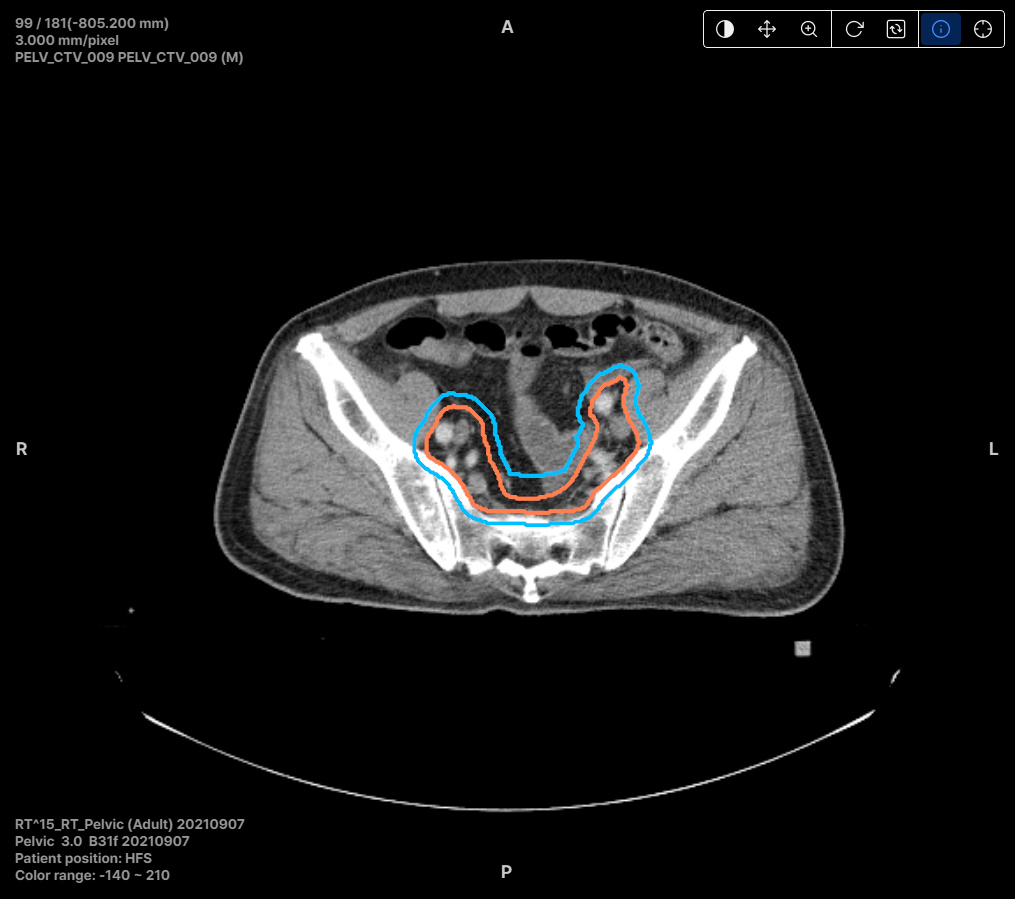 99 / 181(-805.200 mm)
3.000 mm/pixel
PELV_CTV_009 PELV_CTV_009 (M)
A
R
L
RT^15_RT_Pelvic (Adult) 20210907
Pelvic  3.0  B31f 20210907
Patient position: HFS
Color range: -140 ~ 210
P